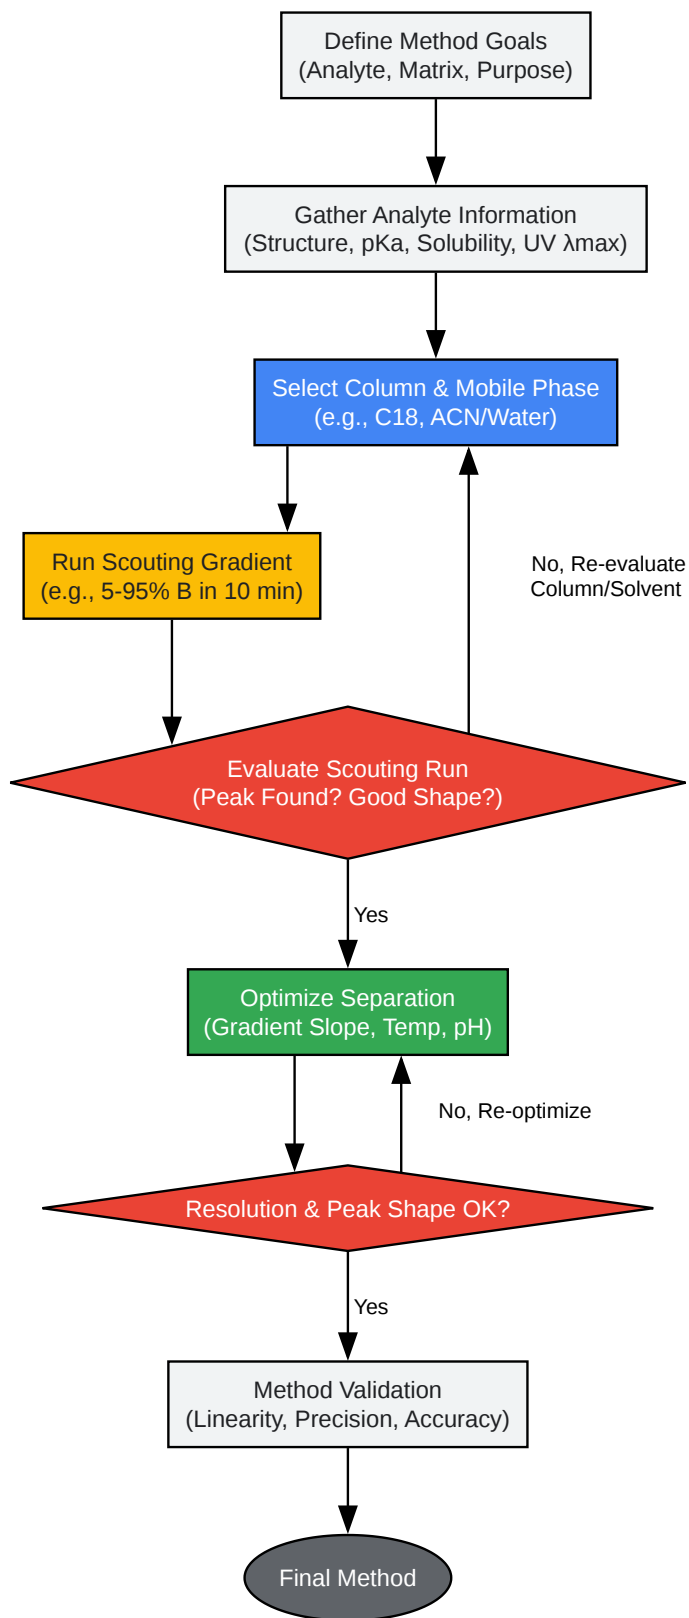 Define Method Goals
(Analyte, Matrix, Purpose)
Gather Analyte Information
(Structure, pKa, Solubility, UV λmax)
Select Column & Mobile Phase
(e.g., C18, ACN/Water)
Run Scouting Gradient
(e.g., 5-95% B in 10 min)
No, Re-evaluate
Column/Solvent
Evaluate Scouting Run
(Peak Found? Good Shape?)
Yes
Optimize Separation
(Gradient Slope, Temp, pH)
No, Re-optimize
Resolution & Peak Shape OK?
Yes
Method Validation
(Linearity, Precision, Accuracy)
Final Method